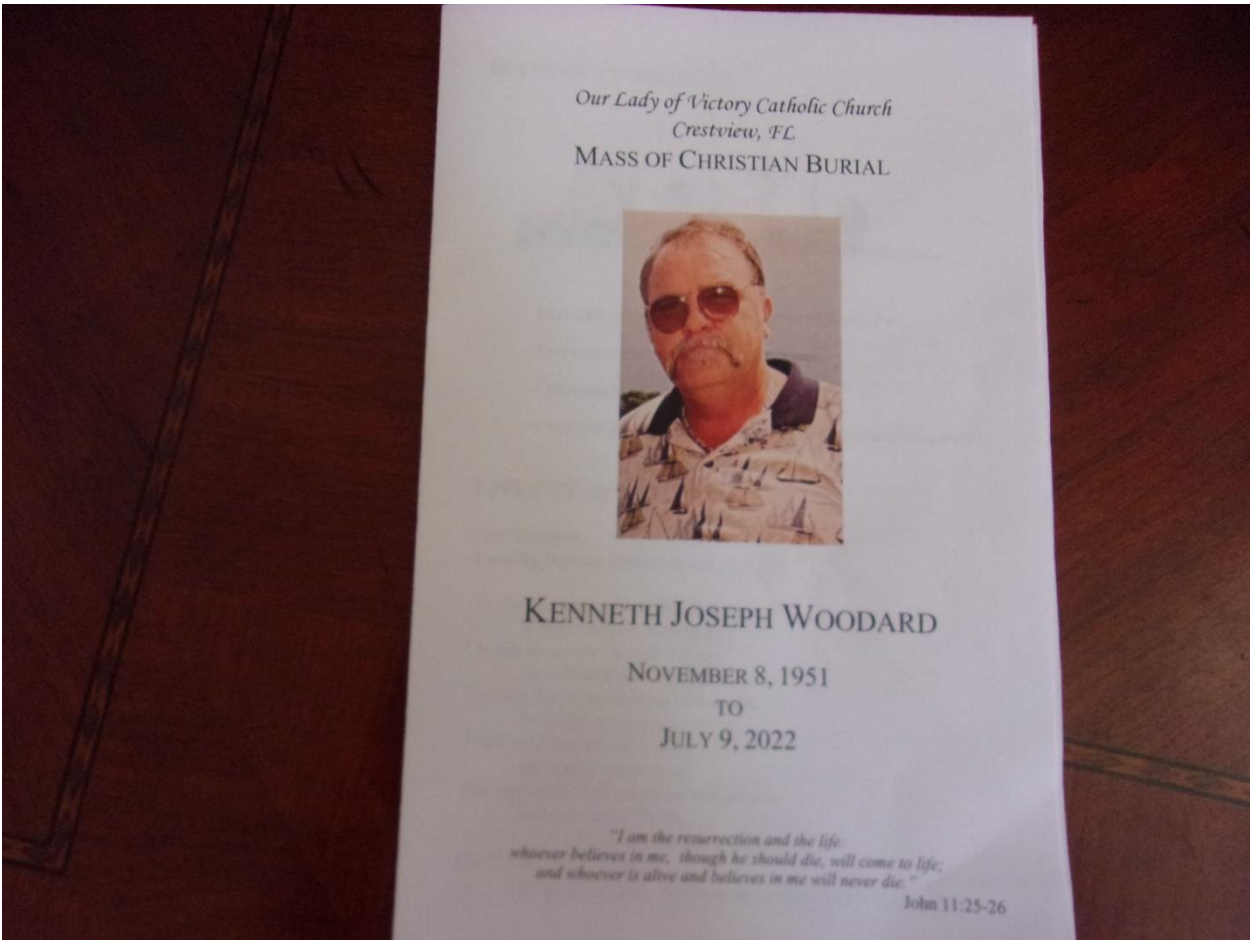 Our Lady of Victory Catholic Church
Crestview, FL
MASS OF CHRISTIAN BURIAL
KENNETH JOSEPH WOODARD
NOVEMBER 8, 1951
TO
JULY 9, 2022
"I am the resurrection and the life:
whoever believes in me, though he should die, will come to life;
and whoever is alive and believes in me will never die."
John 11:25-26